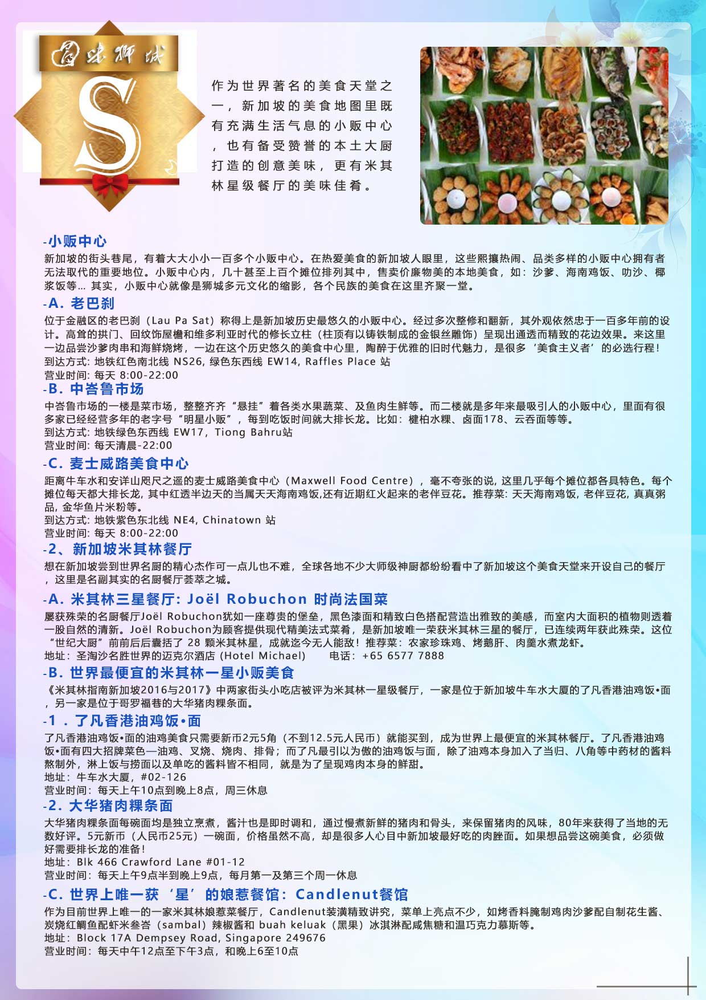 寻味狮城
S
作为世界著名的美食天堂之
一，新加坡的美食地图里既
有充满生活气息的小贩中心
，也有备受赞誉的本土大厨
打造的创意美味，更有米其
林星级餐厅的美味佳肴。
-小贩中心
新加坡的街头巷尾，有着大大小小一百多个小贩中心。在热爱美食的新加坡人眼里，这些熙攘热闹、品类多样的小贩中心拥有者
无法取代的重要地位。小贩中心内，几十甚至上百个摊位排列其中，售卖价廉物美的本地美食，如：沙爹、海南鸡饭、叻沙、椰
浆饭等... 其实，小贩中心就像是狮城多元文化的缩影，各个民族的美食在这里齐聚一堂。
-A. 老巴刹
位于金融区的老巴刹（Lau Pa Sat）称得上是新加坡历史最悠久的小贩中心。经过多次整修和翻新，其外观依然忠于一百多年前的设
计。高耸的拱门、回纹饰屋檐和维多利亚时代的修长立柱（柱顶有以铸铁制成的金银丝雕饰）呈现出通透而精致的花边效果。来这里
一边品尝沙爹肉串和海鲜烧烤，一边在这个历史悠久的美食中心里，陶醉于优雅的旧时代魅力，是很多‘美食主义者’的必选行程！
到达方式: 地铁红色南北线 NS26, 绿色东西线 EW14, Raffles Place 站
营业时间: 每天 8:00-22:00
-B. 中峇鲁市场
中峇鲁市场的一楼是菜市场，整整齐齐“悬挂”着各类水果蔬菜、及鱼肉生鲜等。而二楼就是多年来最吸引人的小贩中心，里面有很
多家已经经营多年的老字号“明星小贩”，每到吃饭时间就大排长龙。比如：楗柏水粿、卤面178、云吞面等等。
到达方式: 地铁绿色东西线 EW17，Tiong Bahru站
营业时间: 每天清晨-22:00
-C. 麦士威路美食中心
距离牛车水和安详山咫尺之遥的麦士威路美食中心（Maxwell Food Centre），毫不夸张的说, 这里几乎每个摊位都各具特色。每个
摊位每天都大排长龙, 其中红透半边天的当属天天海南鸡饭,还有近期红火起来的老伴豆花。推荐菜: 天天海南鸡饭, 老伴豆花, 真真粥
品, 金华鱼片米粉等。
到达方式: 地铁紫色东北线 NE4, Chinatown 站
营业时间: 每天 8:00-22:00
-2、新加坡米其林餐厅
想在新加坡尝到世界名厨的精心杰作可一点儿也不难，全球各地不少大师级神厨都纷纷看中了新加坡这个美食天堂来开设自己的餐厅
，这里是名副其实的名厨餐厅荟萃之城。
-A. 米其林三星餐厅: Joël Robuchon 时尚法国菜
屡获殊荣的名厨餐厅Joël Robuchon犹如一座尊贵的堡垒，黑色漆面和精致白色搭配营造出雅致的美感，而室内大面积的植物则透着
一股自然的清新。Joël Robuchon为顾客提供现代精美法式菜肴，是新加坡唯一荣获米其林三星的餐厅，已连续两年获此殊荣。这位
“世纪大厨”前前后后囊括了 28 颗米其林星，成就迄今无人能敌！推荐菜：农家珍珠鸡、烤鹅肝、肉羹水煮龙虾。
地址：圣淘沙名胜世界的迈克尔酒店 (Hotel Michael)　　电话：+65 6577 7888
-B. 世界最便宜的米其林一星小贩美食
《米其林指南新加坡2016与2017》中两家街头小吃店被评为米其林一星级餐厅，一家是位于新加坡牛车水大厦的了凡香港油鸡饭•面
，另一家是位于哥罗福巷的大华猪肉粿条面。
-1 . 了凡香港油鸡饭•面
了凡香港油鸡饭•面的油鸡美食只需要新币2元5角（不到12.5元人民币）就能买到，成为世界上最便宜的米其林餐厅。了凡香港油鸡
饭•面有四大招牌菜色—油鸡、叉烧、烧肉、排骨；而了凡最引以为傲的油鸡饭与面，除了油鸡本身加入了当归、八角等中药材的酱料
熬制外，淋上饭与捞面以及单吃的酱料皆不相同，就是为了呈现鸡肉本身的鲜甜。
地址：牛车水大厦，#02-126
营业时间：每天上午10点到晚上8点，周三休息
-2. 大华猪肉粿条面
大华猪肉粿条面每碗面均是独立烹煮，酱汁也是即时调和，通过慢煮新鲜的猪肉和骨头，来保留猪肉的风味，80年来获得了当地的无
数好评。5元新币（人民币25元）一碗面，价格虽然不高，却是很多人心目中新加坡最好吃的肉脞面。如果想品尝这碗美食，必须做
好需要排长龙的准备！
地址：Blk 466 Crawford Lane #01-12
营业时间：每天上午9点半到晚上9点，每月第一及第三个周一休息
-C. 世界上唯一获‘星’的娘惹餐馆：Candlenut餐馆
作为目前世界上唯一的一家米其林娘惹菜餐厅，Candlenut装潢精致讲究，菜单上亮点不少，如烤香料腌制鸡肉沙爹配自制花生酱、
炭烧红鲷鱼配虾米叁峇（sambal）辣椒酱和 buah keluak（黑果）冰淇淋配咸焦糖和温巧克力慕斯等。
地址：Block 17A Dempsey Road, Singapore 249676
营业时间：每天中午12点至下午3点，和晚上6至10点